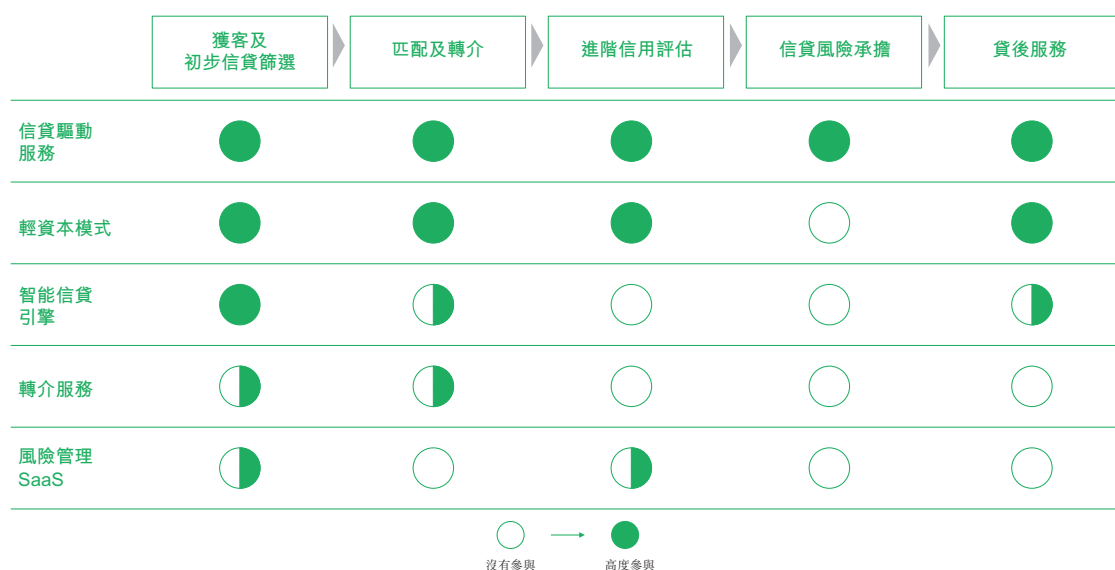 獲客及
初步信貸篩選
匹配及轉介
進階信用評估
信貸風險承擔
貸後服務
信貸驅動
服務
輕資本模式
智能信貸
引擎
轉介服務
風險管理
SaaS
沒有參與
高度參與